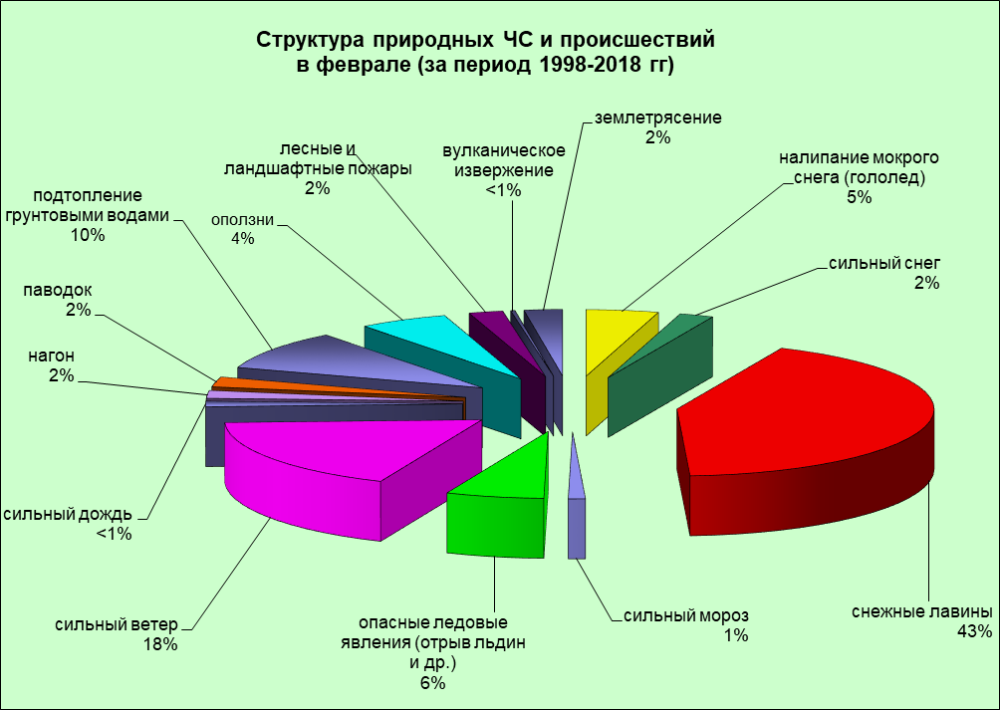 Структура природных ЧС и происшествий
в феврале (за период 1998-2018 гг)
землетрясение
2%
лесные и
ландшафтные пожары
2%
вулканическое
извержение
<1%
налипание мокрого
снега (гололед)
5%
подтопление
грунтовыми водами
10%
оползни
4%
сильный снег
2%
паводок
2%
нагон
2%
сильный дождь
<1%
сильный ветер
18%
опасные ледовые
явления (отрыв льдин
и др.)
6%
сильный мороз
1%
снежные лавины
43%